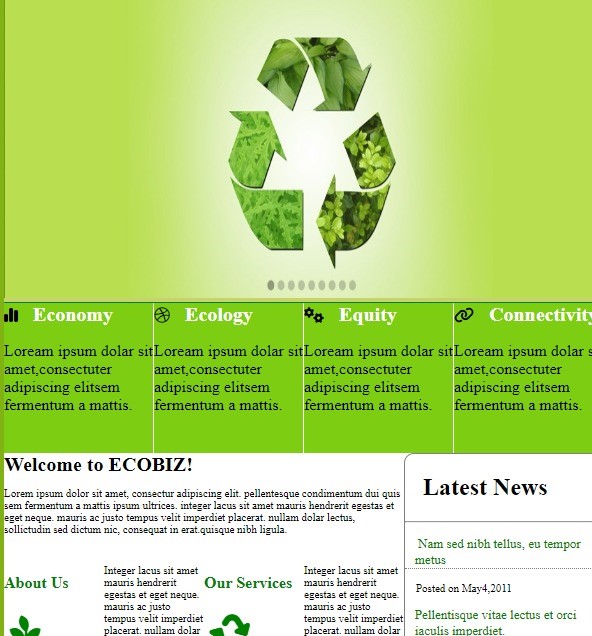 Economy
Loream ipsum dolar sit
amet,consectuter
adipiscing elitsem
fermentum a mattis.
Ecology
Loream ipsum dolar sit
amet,consectuter
adipiscing elitsem
fermentum a mattis.
Equity
Loream ipsum dolar sit
amet,consectuter
adipiscing elitsem
fermentum a mattis.
Connectivity
Loream ipsum dolar s
amet,consectuter
adipiscing elitsem
fermentum a mattis.
Welcome to ECOBIZ!
Lorem ipsum dolor sit amet, consectur adipiscing elit. pellentesque condimentum dui quis
sem fermentum a mattis ipsum ultrices. integer lacus sit amet mauris hendrerit egestas et
eget neque. mauris ac justo tempus velit imperdiet placerat. nullam dolar lectus,
sollictudin sed dictum nic, consequat in erat.quisque nibh ligula.
About Us
Integer lacus sit amet
mauris hendrerit
egestas et eget neque.
mauris ac justo
tempus velit imperdiet
placerat. nullam dolar
Our Services
Integer lacus sit amet
mauris hendrerit
egestas et eget neque.
mauris ac justo
tempus velit imperdiet
placerat. nullam dolar
Latest News
Nam sed nibh tellus, eu tempor
metus
Posted on May4,2011
Pellentisque vitae lectus et orci
iaculis imperdiet.